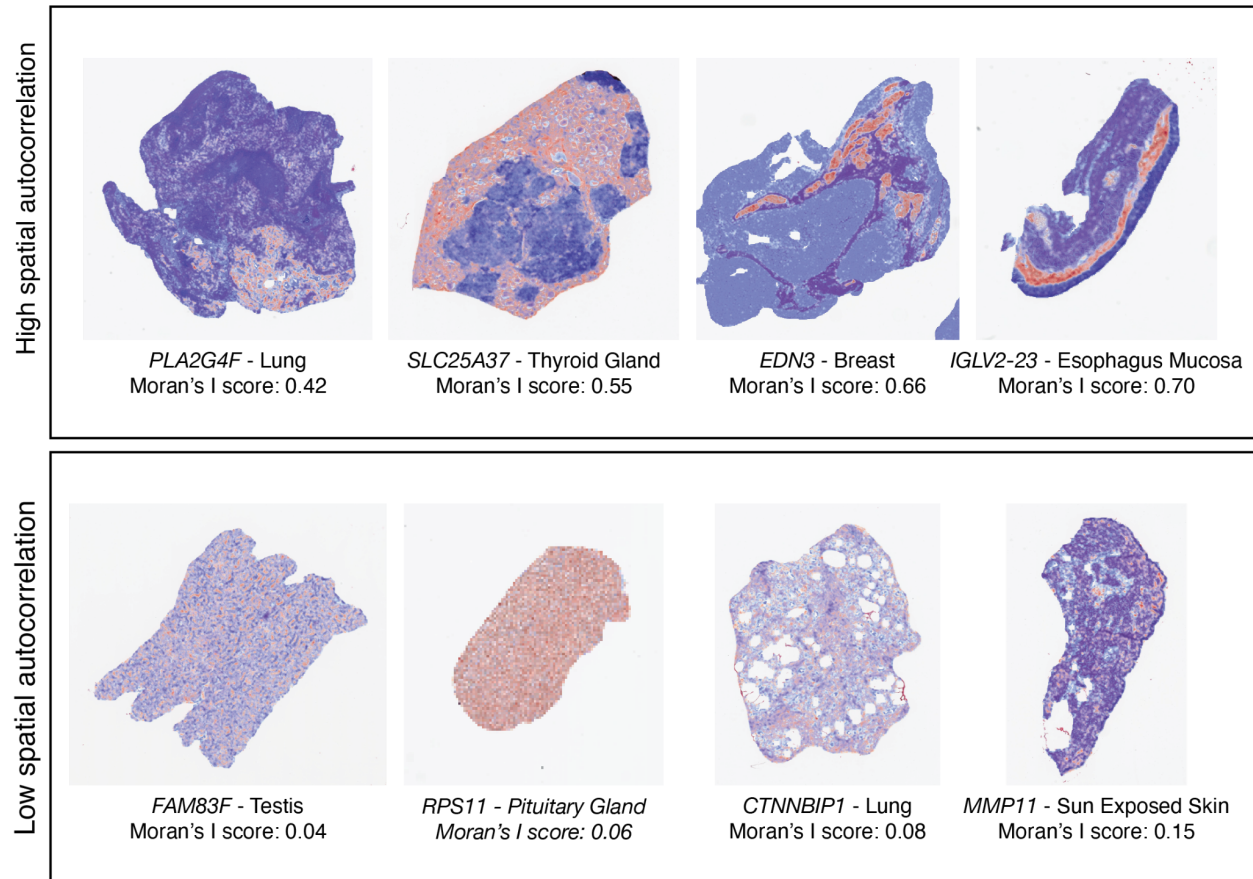 High spatial autocorrelation
PLA2G4F - Lung
Moran's I score: 0.42
SLC25A37 - Thyroid Gland
Moran's I score: 0.55
EDN3 - Breast
Moran's I score: 0.66
IGLV2-23 - Esophagus Mucosa
Moran's I score: 0.70
Low spatial autocorrelation
FAM83F - Testis
Moran's I score: 0.04
RPS11 - Pituitary Gland
Moran's I score: 0.06
CTNNBIP1 - Lung
Moran's I score: 0.08
MMP11 - Sun Exposed Skin
Moran's I score: 0.15